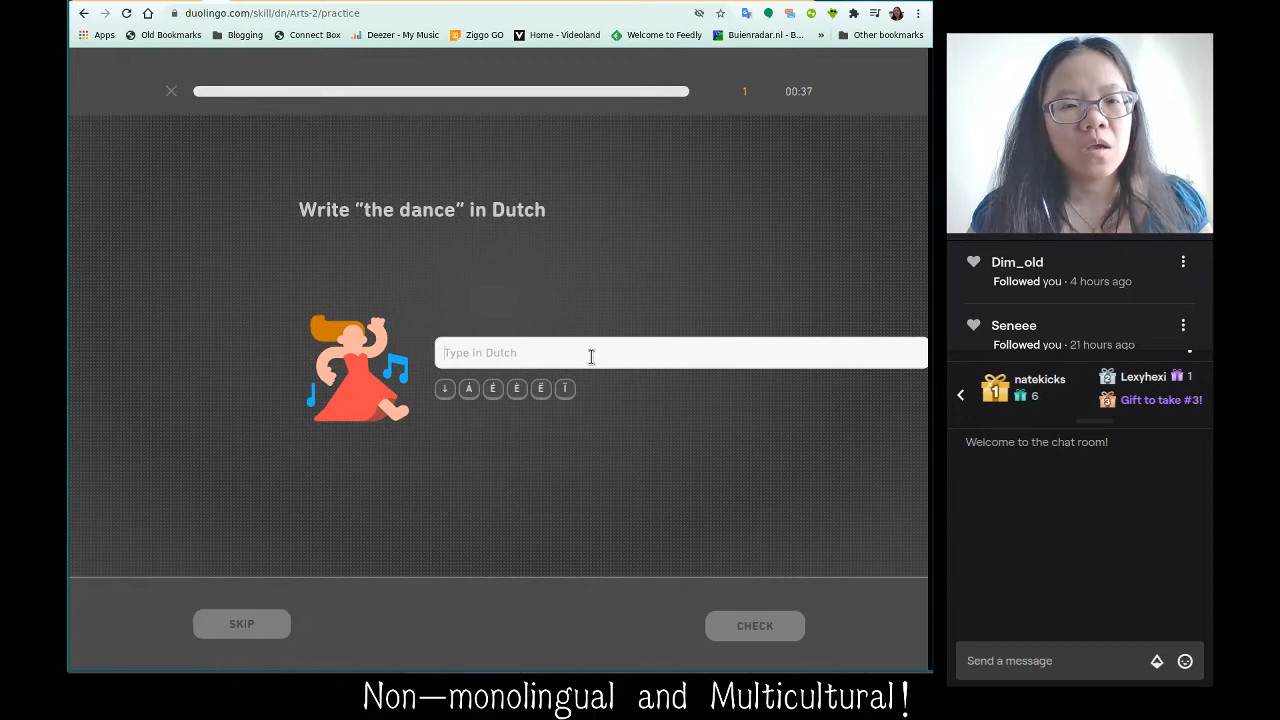 duolingo.com/skill/dn/Arts-2/practice
Apps Old Bookmarks Blogging Connect Box Deezer - My Music Ziggo GO Home - Videoland Welcome to Feedly Buienradar.nl - B... » Other bookmarks
1 00:37
Write “the dance” in Dutch
Type in Dutch
↓ Á É È Ë Ï
SKIP
CHECK
Dim_old
Followed you · 4 hours ago
Seneee
Followed you · 21 hours ago
1 natekicks
6
2 Lexyhexi 1
3 Gift to take #3!
Welcome to the chat room!
Send a message
Non-monolingual and Multicultural!